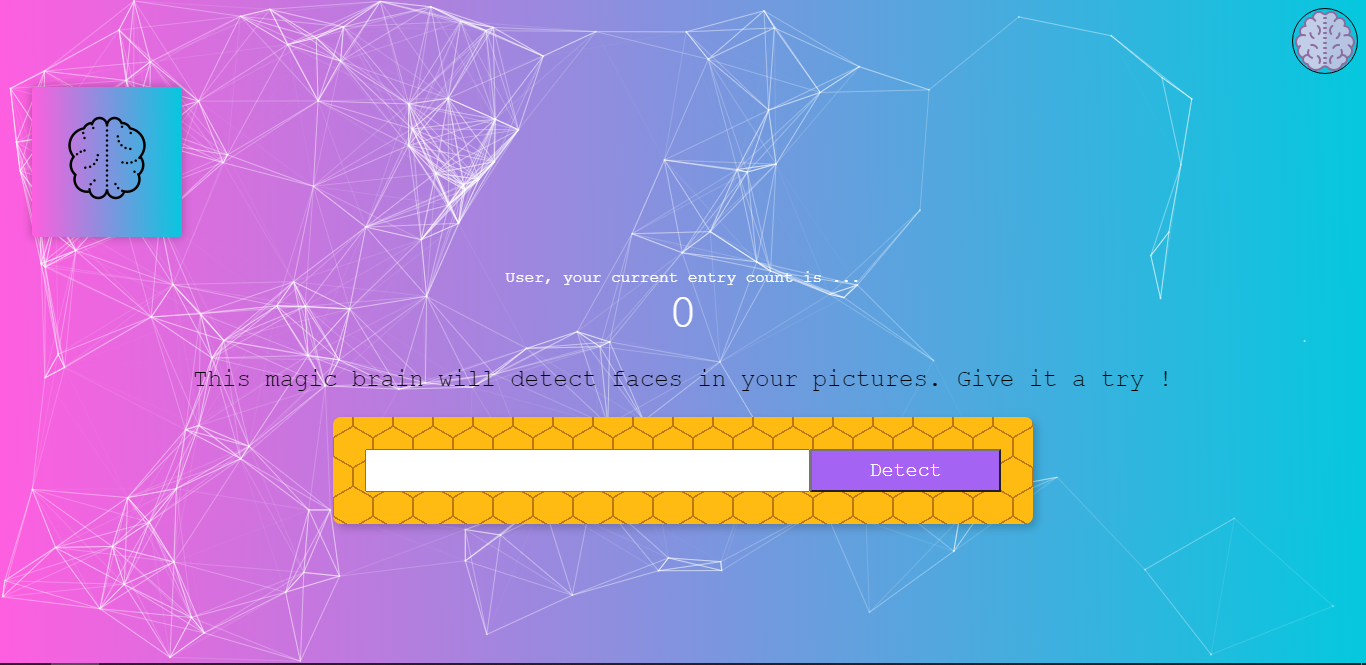 User, your current entry count is ...
0
This magic brain will detect faces in your pictures. Give it a try !
Detect